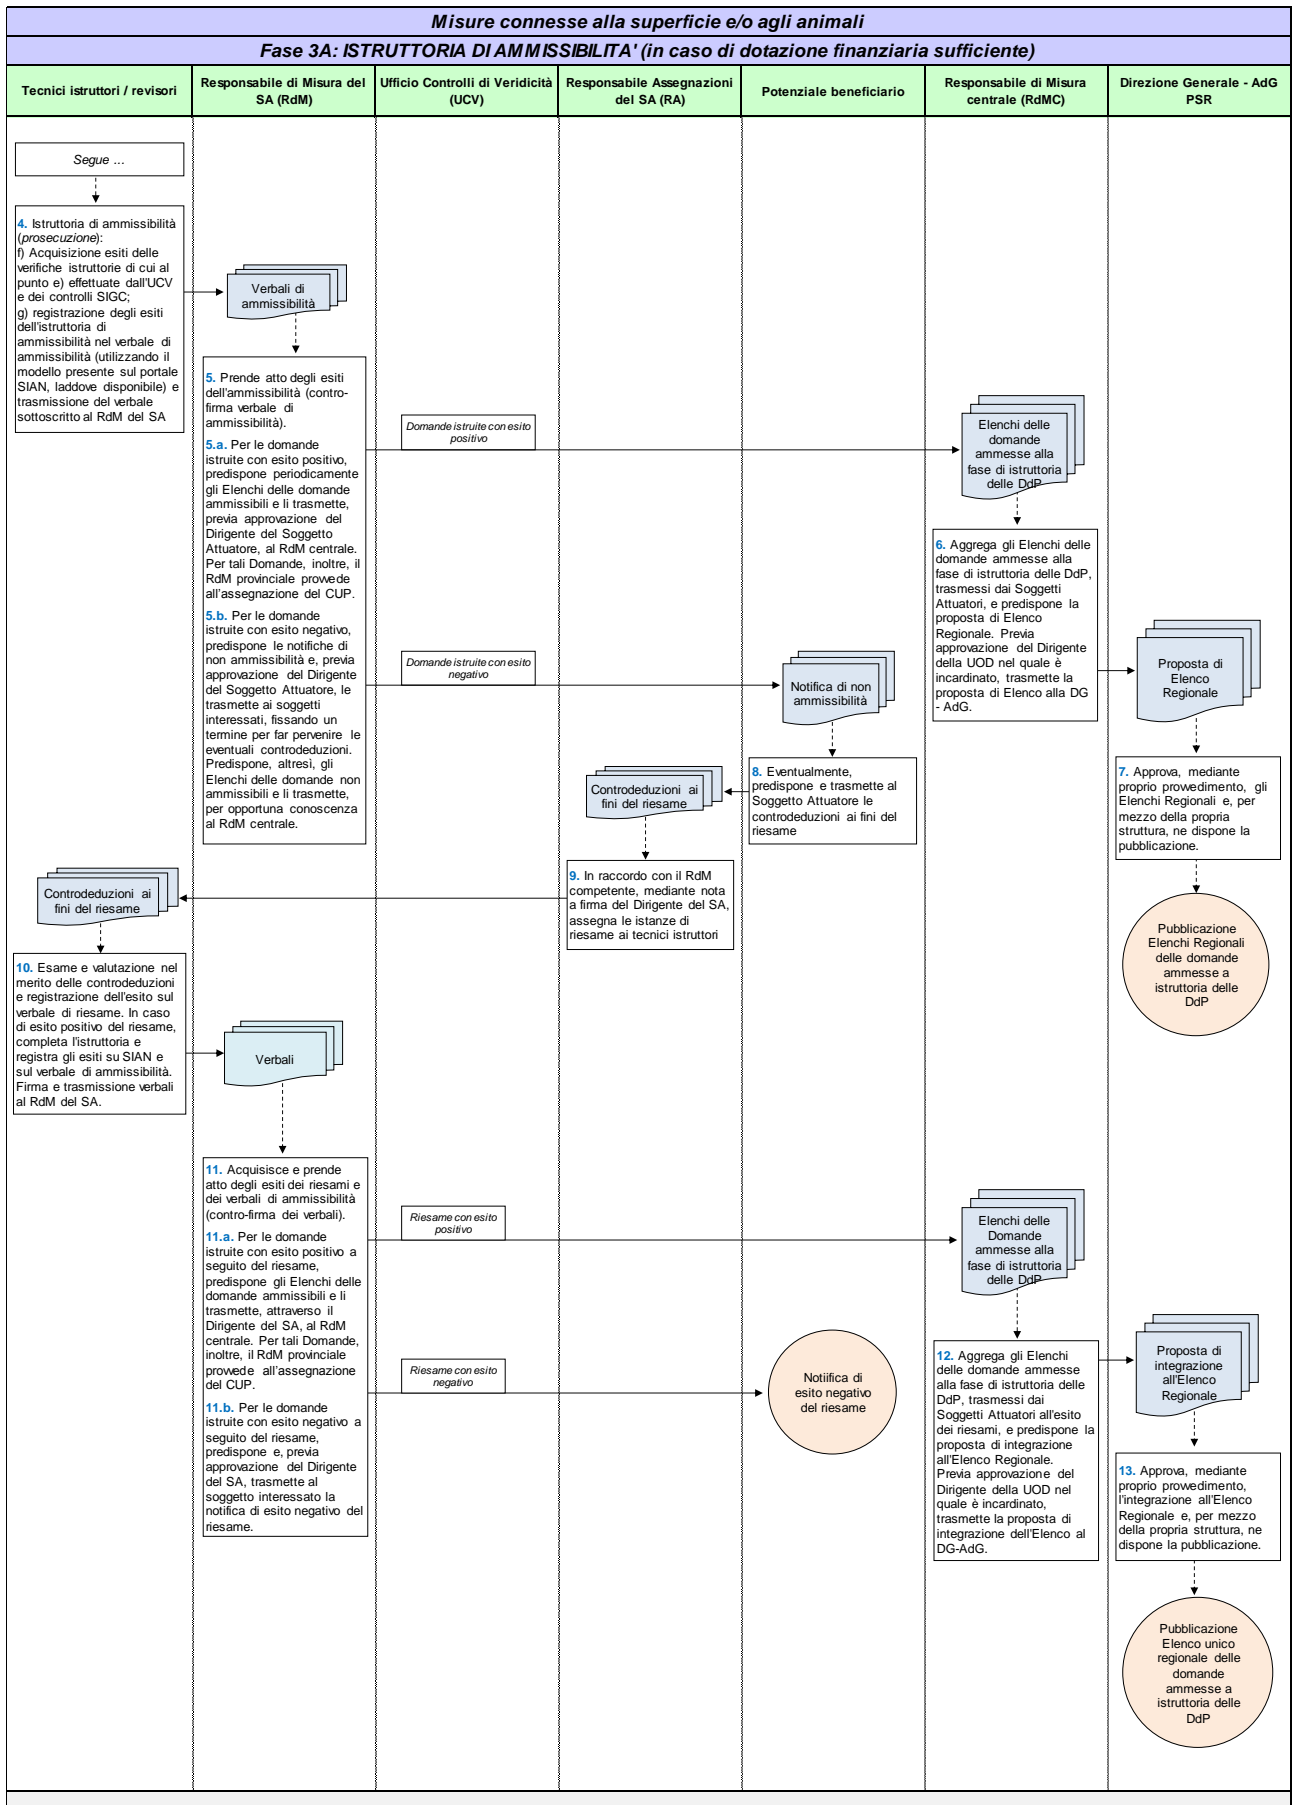 Misure connesse alla superficie e/o agli animali
Fase 3A: ISTRUTTORIA DI AMMISSIBILITA' (in caso di dotazione finanziaria sufficiente)
Tecnici istruttori / revisori
Responsabile di Misura del
SA (RdM)
Ufficio Controlli di Veridicità
(UCV)
Responsabile Assegnazioni
del SA (RA)
Potenziale beneficiario
Responsabile di Misura
centrale (RdMC)
Direzione Generale - AdG
PSR
Segue ...
4. Istruttoria di ammissibilità
(prosecuzione):
f) Acquisizione esiti delle
verifiche istruttorie di cui al
punto e) effettuate dall'UCV
e dei controlli SIGC;
g) registrazione degli esiti
dell'istruttoria di
ammissibilità nel verbale di
ammissibilità (utilizzando il
modello presente sul portale
SIAN, laddove disponibile) e
trasmissione del verbale
sottoscritto al RdM del SA
Verbali di
ammissibilità
5. Prende atto degli esiti
dell'ammissibilità (contro-
firma verbale di
ammissibilità).
5.a. Per le domande
istruite con esito positivo,
predispone periodicamente
gli Elenchi delle domande
ammissibili e li trasmette,
previa approvazione del
Dirigente del Soggetto
Attuatore, al RdM centrale.
Per tali Domande, inoltre, il
RdM provinciale provvede
all'assegnazione del CUP.
5.b. Per le domande
istruite con esito negativo,
predispone le notifiche di
non ammissibilità e, previa
approvazione del Dirigente
del Soggetto Attuatore, le
trasmette ai soggetti
interessati, fissando un
termine per far pervenire le
eventuali controdeduzioni.
Predispone, altresì, gli
Elenchi delle domande non
ammissibili e li trasmette,
per opportuna conoscenza
al RdM centrale.
Domande istruite con esito
positivo
Elenchi delle
domande
ammesse alla
fase di istruttoria
delle DdP
6. Aggrega gli Elenchi delle
domande ammesse alla
fase di istruttoria delle DdP,
trasmessi dai Soggetti
Attuatori, e predispone la
proposta di Elenco
Regionale. Previa
approvazione del Dirigente
della UOD nel quale è
incardinato, trasmette la
proposta di Elenco alla DG
- AdG.
Proposta di
Elenco
Regionale
Domande istruite con esito
negativo
Notifica di non
ammissibilità
7. Approva, mediante
proprio provvedimento, gli
Elenchi Regionali e, per
mezzo della propria
struttura, ne dispone la
pubblicazione.
8. Eventualmente,
predispone e trasmette al
Soggetto Attuatore le
controdeduzioni ai fini del
riesame
Controdeduzioni ai
fini del riesame
9. In raccordo con il RdM
competente, mediante nota
a firma del Dirigente del SA,
assegna le istanze di
riesame ai tecnici istruttori
Controdeduzioni ai
fini del riesame
Pubblicazione
Elenchi Regionali
delle domande
ammesse a
istruttoria delle
DdP
10. Esame e valutazione nel
merito delle controdeduzioni
e registrazione dell'esito sul
verbale di riesame. In caso
di esito positivo del riesame,
completa l'istruttoria e
registra gli esiti su SIAN e
sul verbale di ammissibilità.
Firma e trasmissione verbali
al RdM del SA.
Verbali
11. Acquisisce e prende
atto degli esiti dei riesami e
dei verbali di ammissibilità
(contro-firma dei verbali).
11.a. Per le domande
istruite con esito positivo a
seguito del riesame,
predispone gli Elenchi delle
domande ammissibili e li
trasmette, attraverso il
Dirigente del SA, al RdM
centrale. Per tali Domande,
inoltre, il RdM provinciale
provvede all'assegnazione
del CUP.
11.b. Per le domande
istruite con esito negativo a
seguito del riesame,
predispone e, previa
approvazione del Dirigente
del SA, trasmette al
soggetto interessato la
notifica di esito negativo del
riesame.
Riesame con esito
positivo
Elenchi delle
Domande
ammesse alla
fase di istruttoria
delle DdP
Riesame con esito
negativo
Notiifica di
esito negativo
del riesame
12. Aggrega gli Elenchi
delle domande ammesse
alla fase di istruttoria delle
DdP, trasmessi dai
Soggetti Attuatori all'esito
dei riesami, e predispone la
proposta di integrazione
all'Elenco Regionale.
Previa approvazione del
Dirigente della UOD nel
quale è incardinato,
trasmette la proposta di
integrazione dell'Elenco al
DG-AdG.
Proposta di
integrazione
all'Elenco
Regionale
13. Approva, mediante
proprio provvedimento,
l'integrazione all'Elenco
Regionale e, per mezzo
della propria struttura, ne
dispone la pubblicazione.
Pubblicazione
Elenco unico
regionale delle
domande
ammesse a
istruttoria delle
DdP